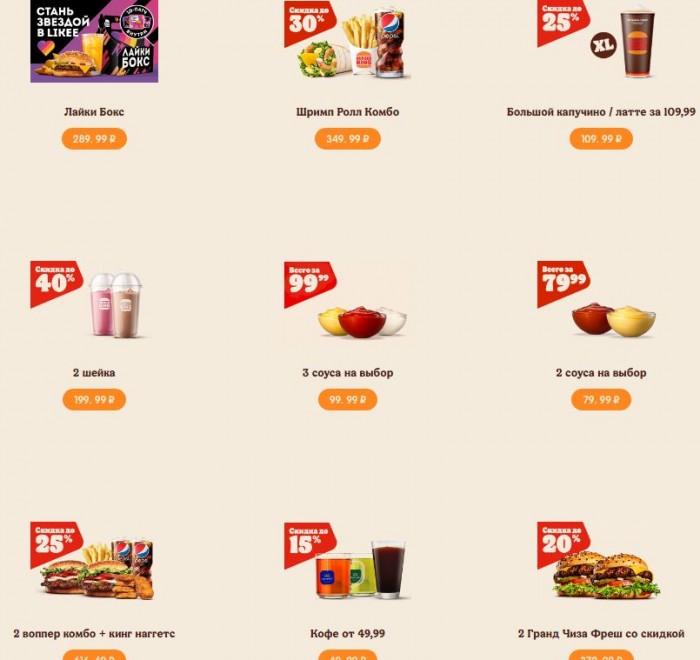 СТАНЬ
ЗВЕЗДОЙ
В LIKEE
ЛАЙКИ
БОКС
Скидка до
30%
pepsi
Скидка до
25%
XL
Лайки Бокс
Шримп Ролл Комбо
Большой капучино / латте за 109,99
289. 99 ₽
349. 99 ₽
109. 99 ₽
Скидка до
40%
Всего за
99⁹⁹
Всего за
79⁹⁹
2 шейка
3 соуса на выбор
2 соуса на выбор
199. 99 ₽
99. 99 ₽
79. 99 ₽
Скидка до
25%
Скидка до
15%
Скидка до
20%
2 воппер комбо + кинг наггетс
Кофе от 49,99
2 Гранд Чиза Фреш со скидкой